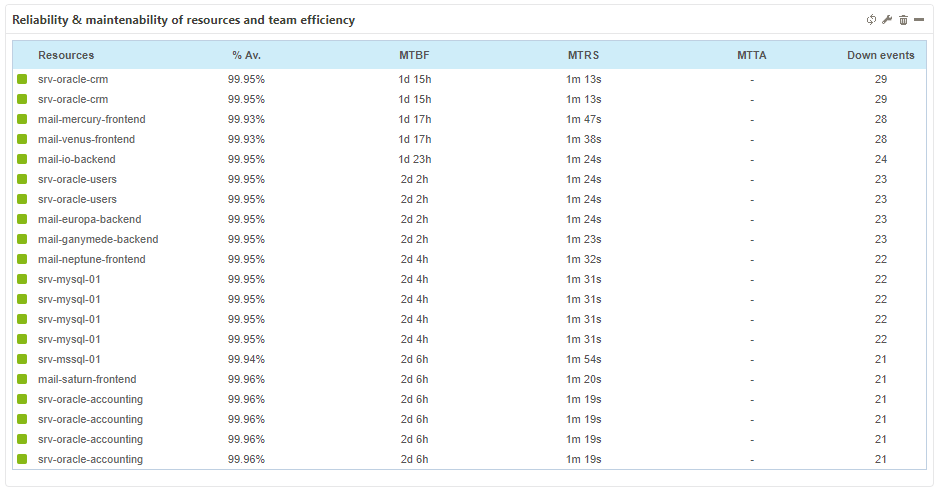 Reliability & maintenability of resources and team efficiency
Resources % Av. MTBF MTRS MTTA Down events
srv-oracle-crm 99.95% 1d 15h 1m 13s - 29
srv-oracle-crm 99.95% 1d 15h 1m 13s - 29
mail-mercury-frontend 99.93% 1d 17h 1m 47s - 28
mail-venus-frontend 99.93% 1d 17h 1m 38s - 28
mail-io-backend 99.95% 1d 23h 1m 24s - 24
srv-oracle-users 99.95% 2d 2h 1m 24s - 23
srv-oracle-users 99.95% 2d 2h 1m 24s - 23
mail-europa-backend 99.95% 2d 2h 1m 24s - 23
mail-ganymede-backend 99.95% 2d 2h 1m 23s - 23
mail-neptune-frontend 99.95% 2d 4h 1m 32s - 22
srv-mysql-01 99.95% 2d 4h 1m 31s - 22
srv-mysql-01 99.95% 2d 4h 1m 31s - 22
srv-mysql-01 99.95% 2d 4h 1m 31s - 22
srv-mysql-01 99.95% 2d 4h 1m 31s - 22
srv-mssql-01 99.94% 2d 6h 1m 54s - 21
mail-saturn-frontend 99.96% 2d 6h 1m 20s - 21
srv-oracle-accounting 99.96% 2d 6h 1m 19s - 21
srv-oracle-accounting 99.96% 2d 6h 1m 19s - 21
srv-oracle-accounting 99.96% 2d 6h 1m 19s - 21
srv-oracle-accounting 99.96% 2d 6h 1m 19s - 21